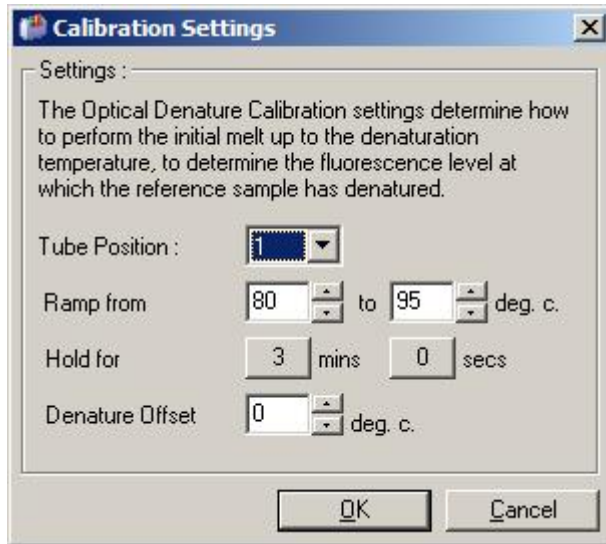 Calibration Settings
Settings :
The Optical Denature Calibration settings determine how
to perform the initial melt up to the denaturation
temperature, to determine the fluorescence level at
which the reference sample has denatured.
Tube Position : 1
Ramp from 80 to 95 deg. c.
Hold for 3 mins 0 secs
Denature Offset 0 deg. c.
OK Cancel